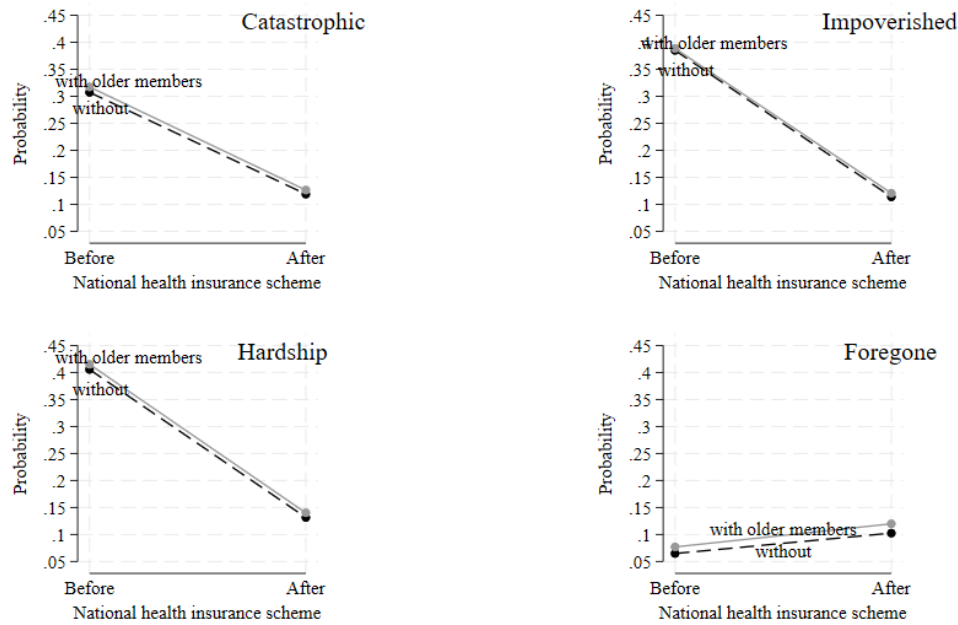 Catastrophic
.45
.4
.35
.3
.25
.2
.15
.1
.05
Probability
with older members
without
Before After
National health insurance scheme
Impoverished
.45
.4
.35
.3
.25
.2
.15
.1
.05
Probability
with older members
without
Before After
National health insurance scheme
Hardship
.45
.4
.35
.3
.25
.2
.15
.1
.05
Probability
with older members
without
Before After
National health insurance scheme
Foregone
.45
.4
.35
.3
.25
.2
.15
.1
.05
Probability
with older members
without
Before After
National health insurance scheme